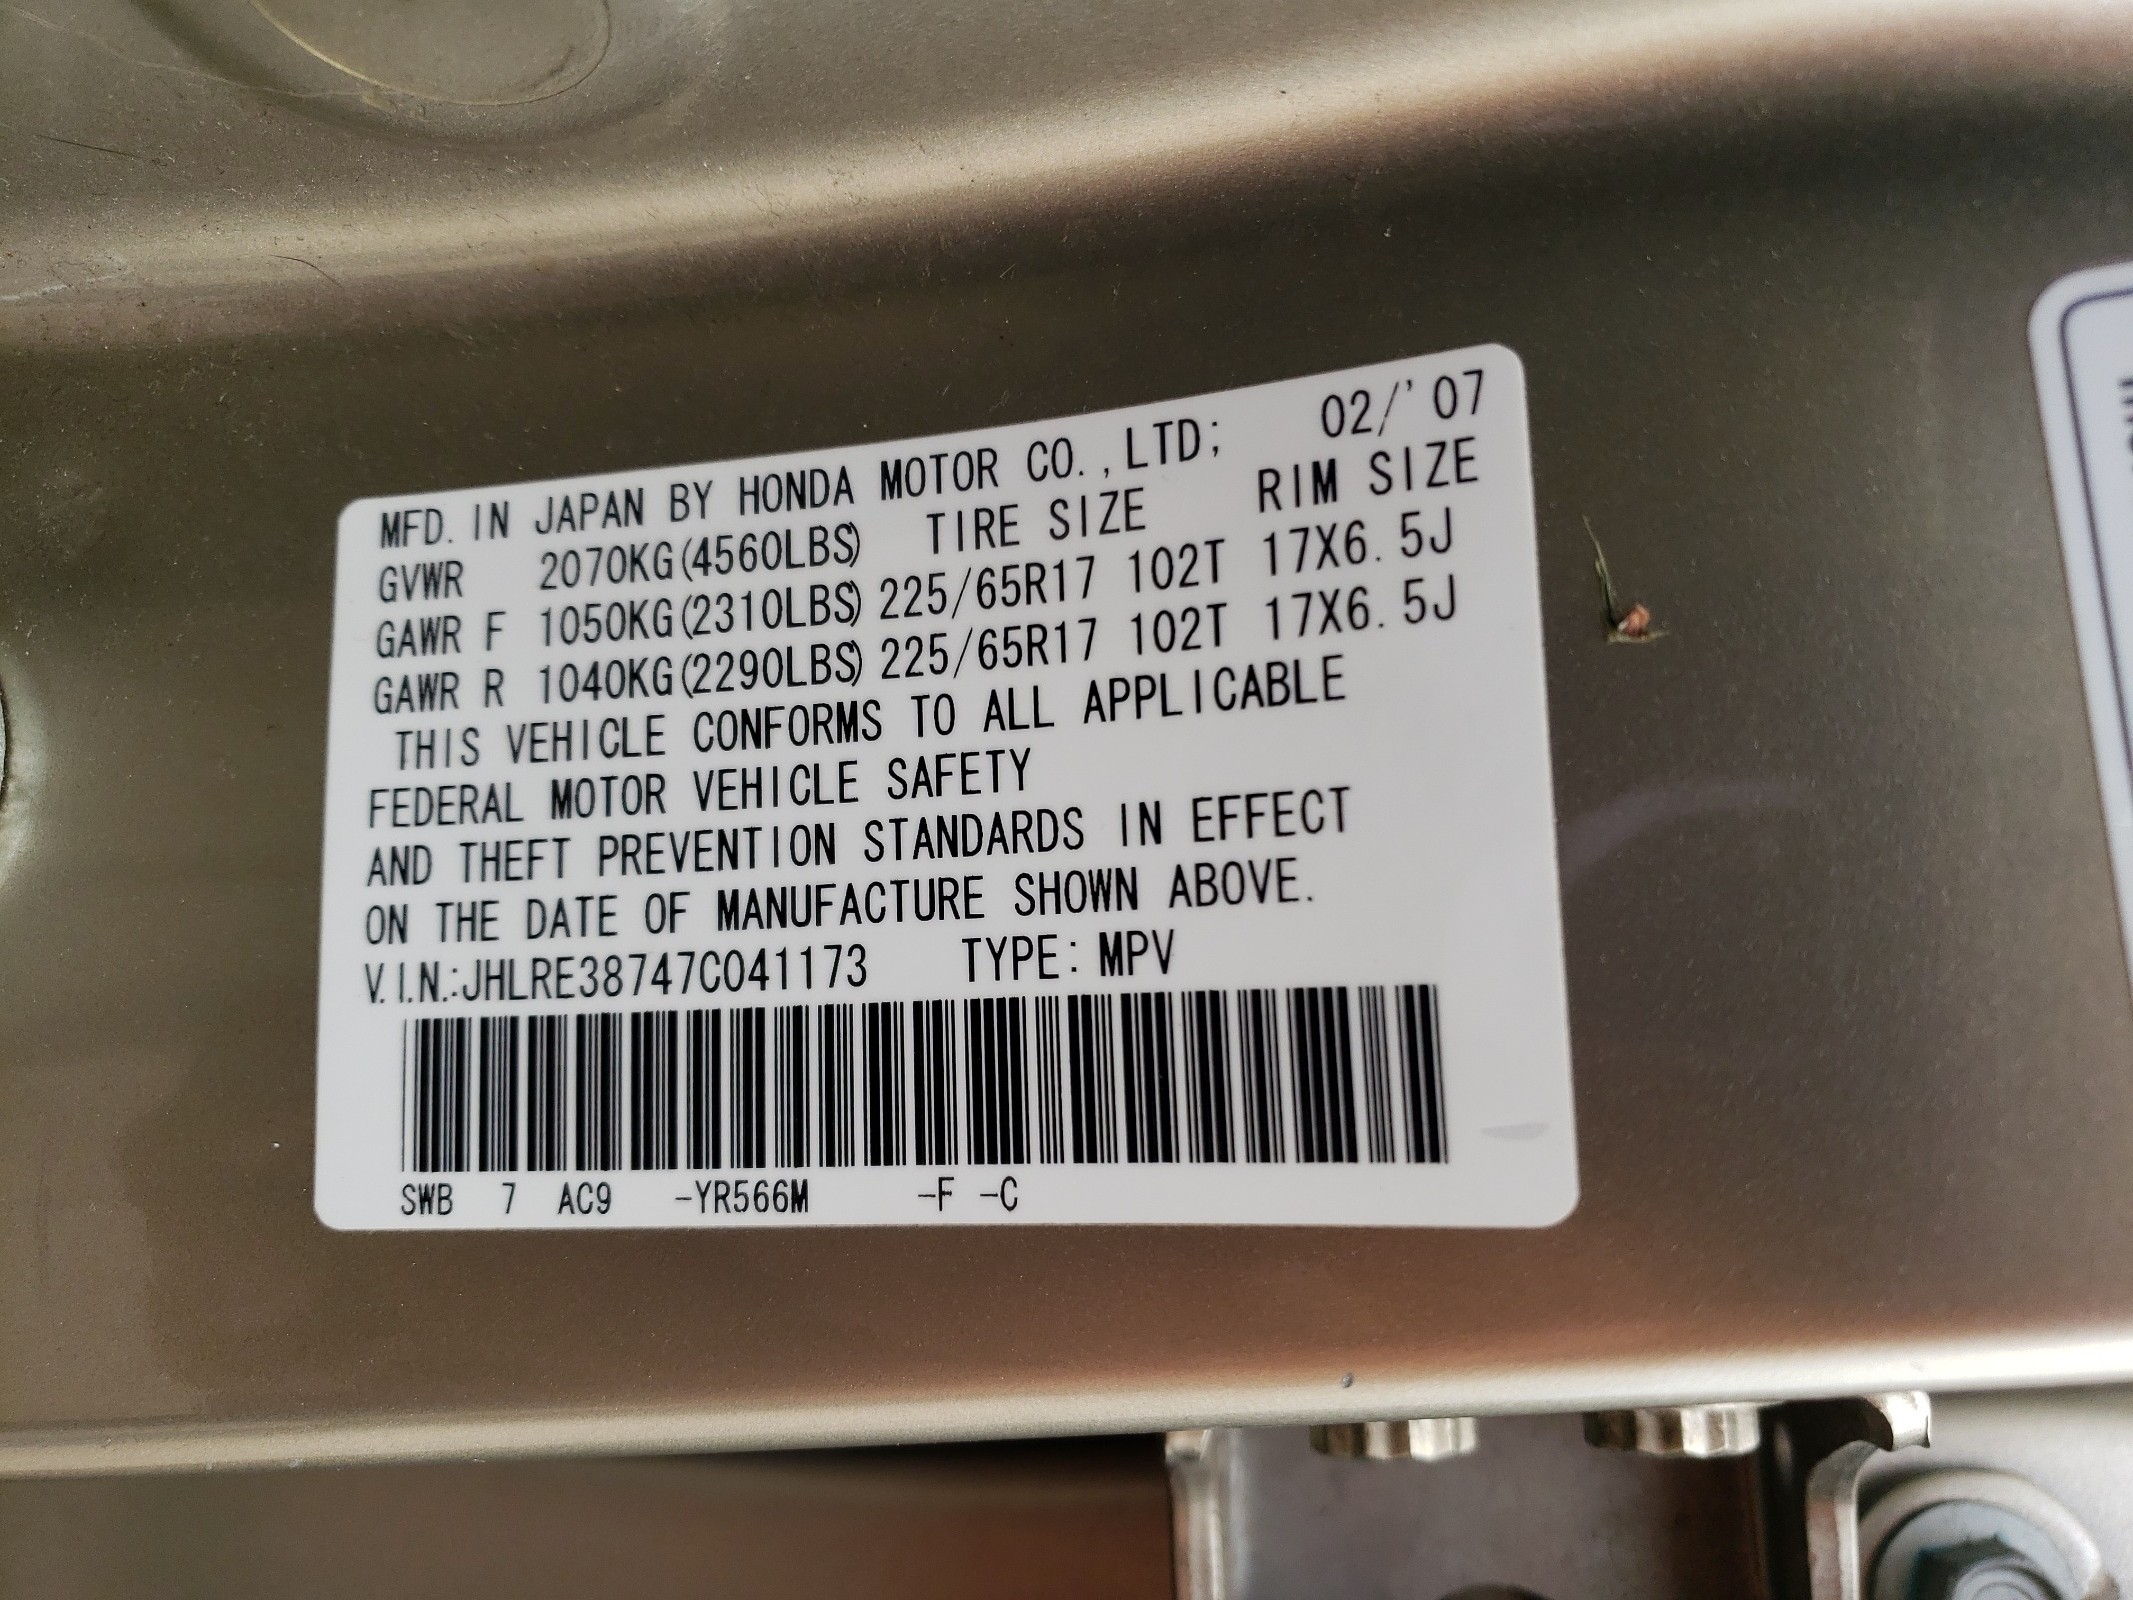 MFD. IN JAPAN BY HONDA MOTOR CO.,LTD; 02/'07
GVWR 2070KG(4560LBS) TIRE SIZE RIM SIZE
GAWR F 1050KG(2310LBS) 225/65R17 102T 17X6.5J
GAWR R 1040KG(2290LBS) 225/65R17 102T 17X6.5J
THIS VEHICLE CONFORMS TO ALL APPLICABLE
FEDERAL MOTOR VEHICLE SAFETY
AND THEFT PREVENTION STANDARDS IN EFFECT
ON THE DATE OF MANUFACTURE SHOWN ABOVE.
V.I.N.:JHLRE38747C041173 TYPE: MPV
SWB 7 AC9 -YR566M -F -C